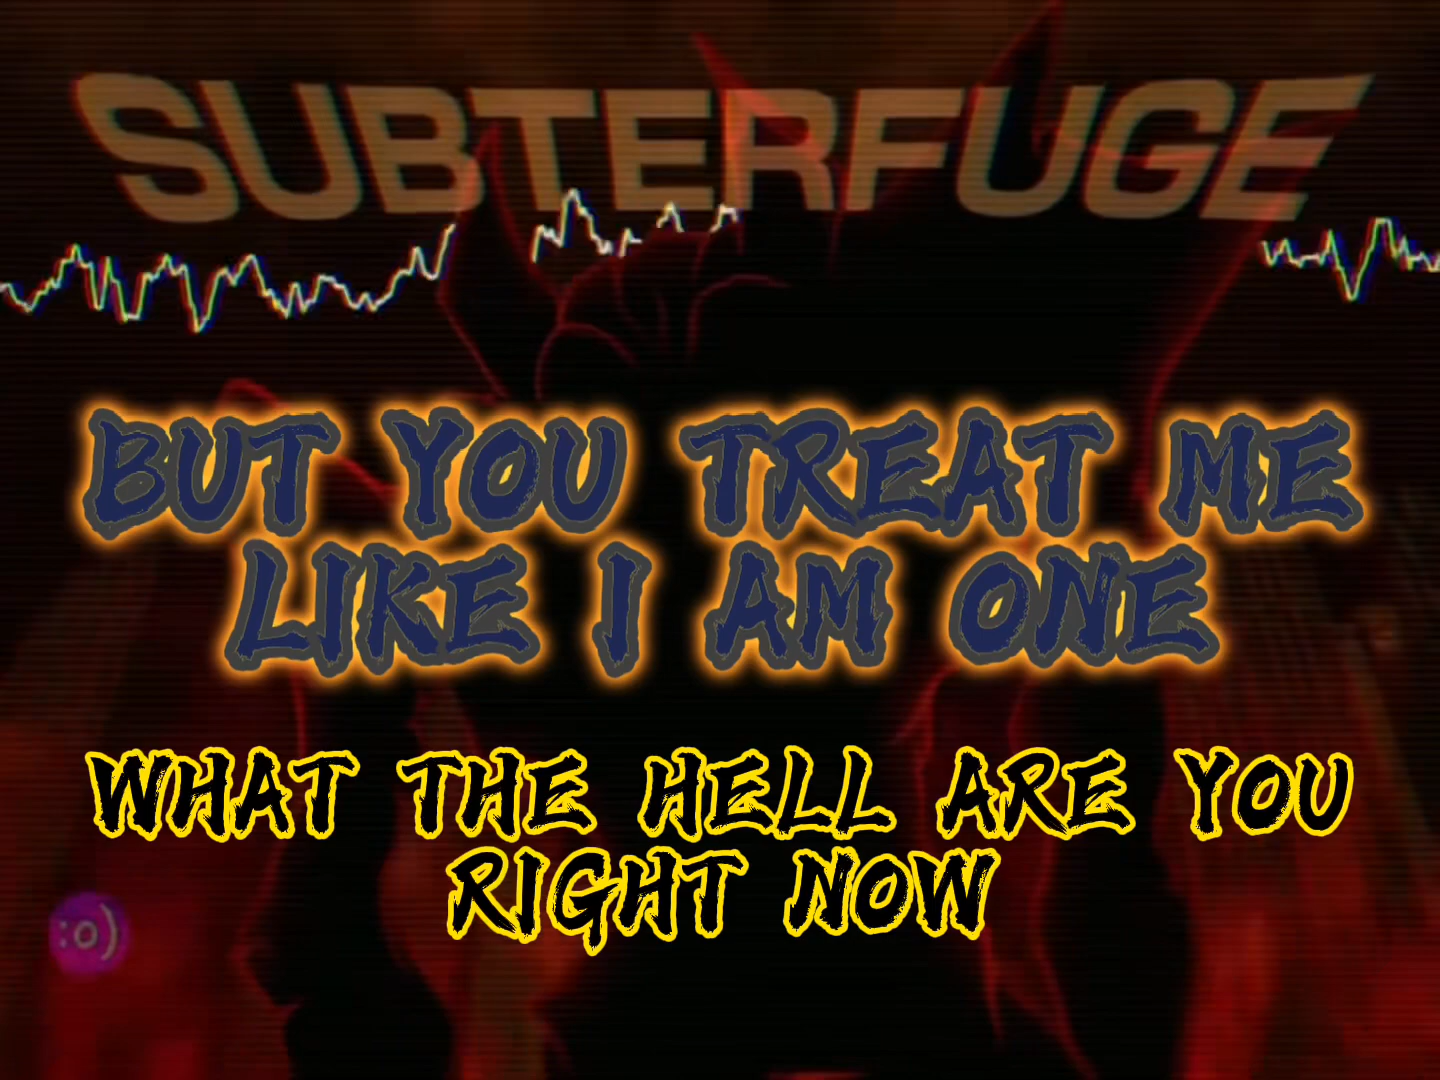 SUBTERFUGE
BUT YOU TREAT ME
LIKE I AM ONE
WHAT THE HELL ARE YOU
RIGHT NOW
:o)